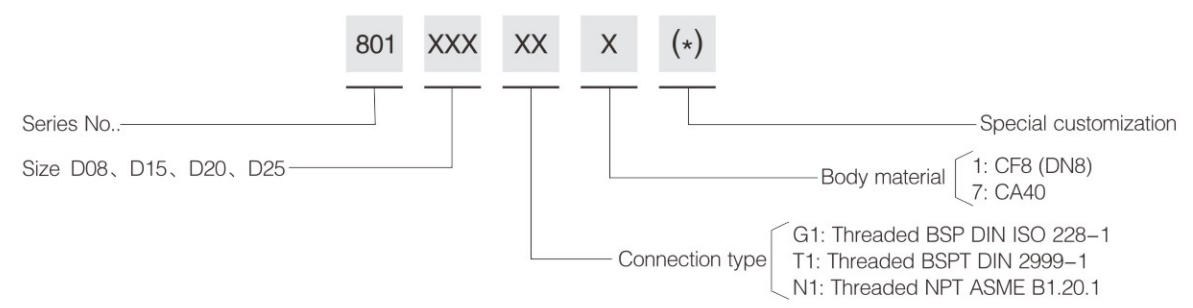 801 XXX XX X (*)
Series No..
Special customization
Size D08、D15、D20、D25
Body material
1: CF8 (DN8)
7: CA40
Connection type
G1: Threaded BSP DIN ISO 228–1
T1: Threaded BSPT DIN 2999–1
N1: Threaded NPT ASME B1.20.1